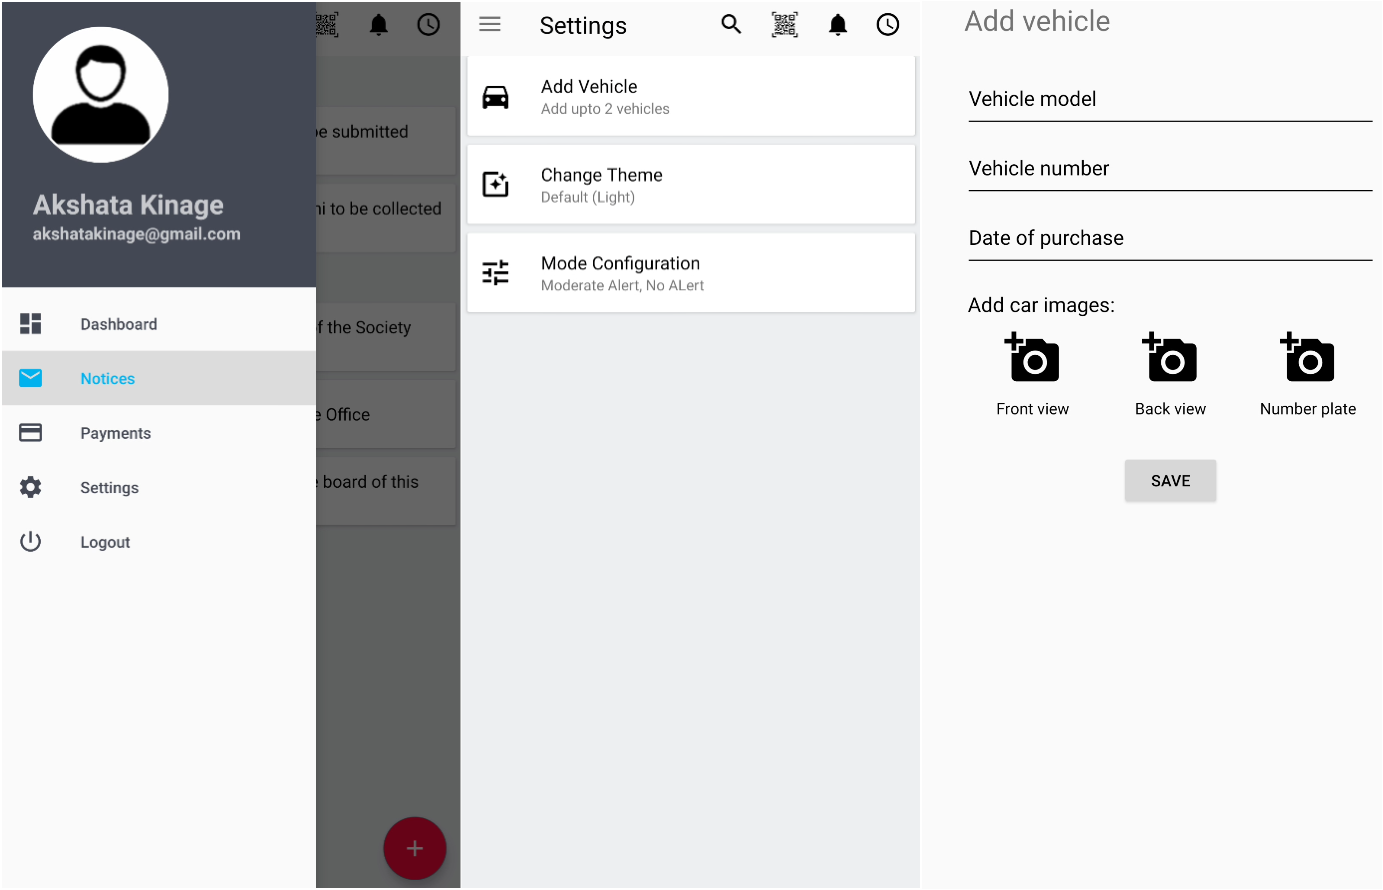 Akshata Kinage
akshatakinage@gmail.com
Dashboard
Notices
Payments
Settings
Logout
be submitted
ni to be collected
f the Society
e Office
e board of this
Settings
Add Vehicle
Add upto 2 vehicles
Change Theme
Default (Light)
Mode Configuration
Moderate Alert, No ALert
Add vehicle
Vehicle model
Vehicle number
Date of purchase
Add car images:
Front view
Back view
Number plate
SAVE